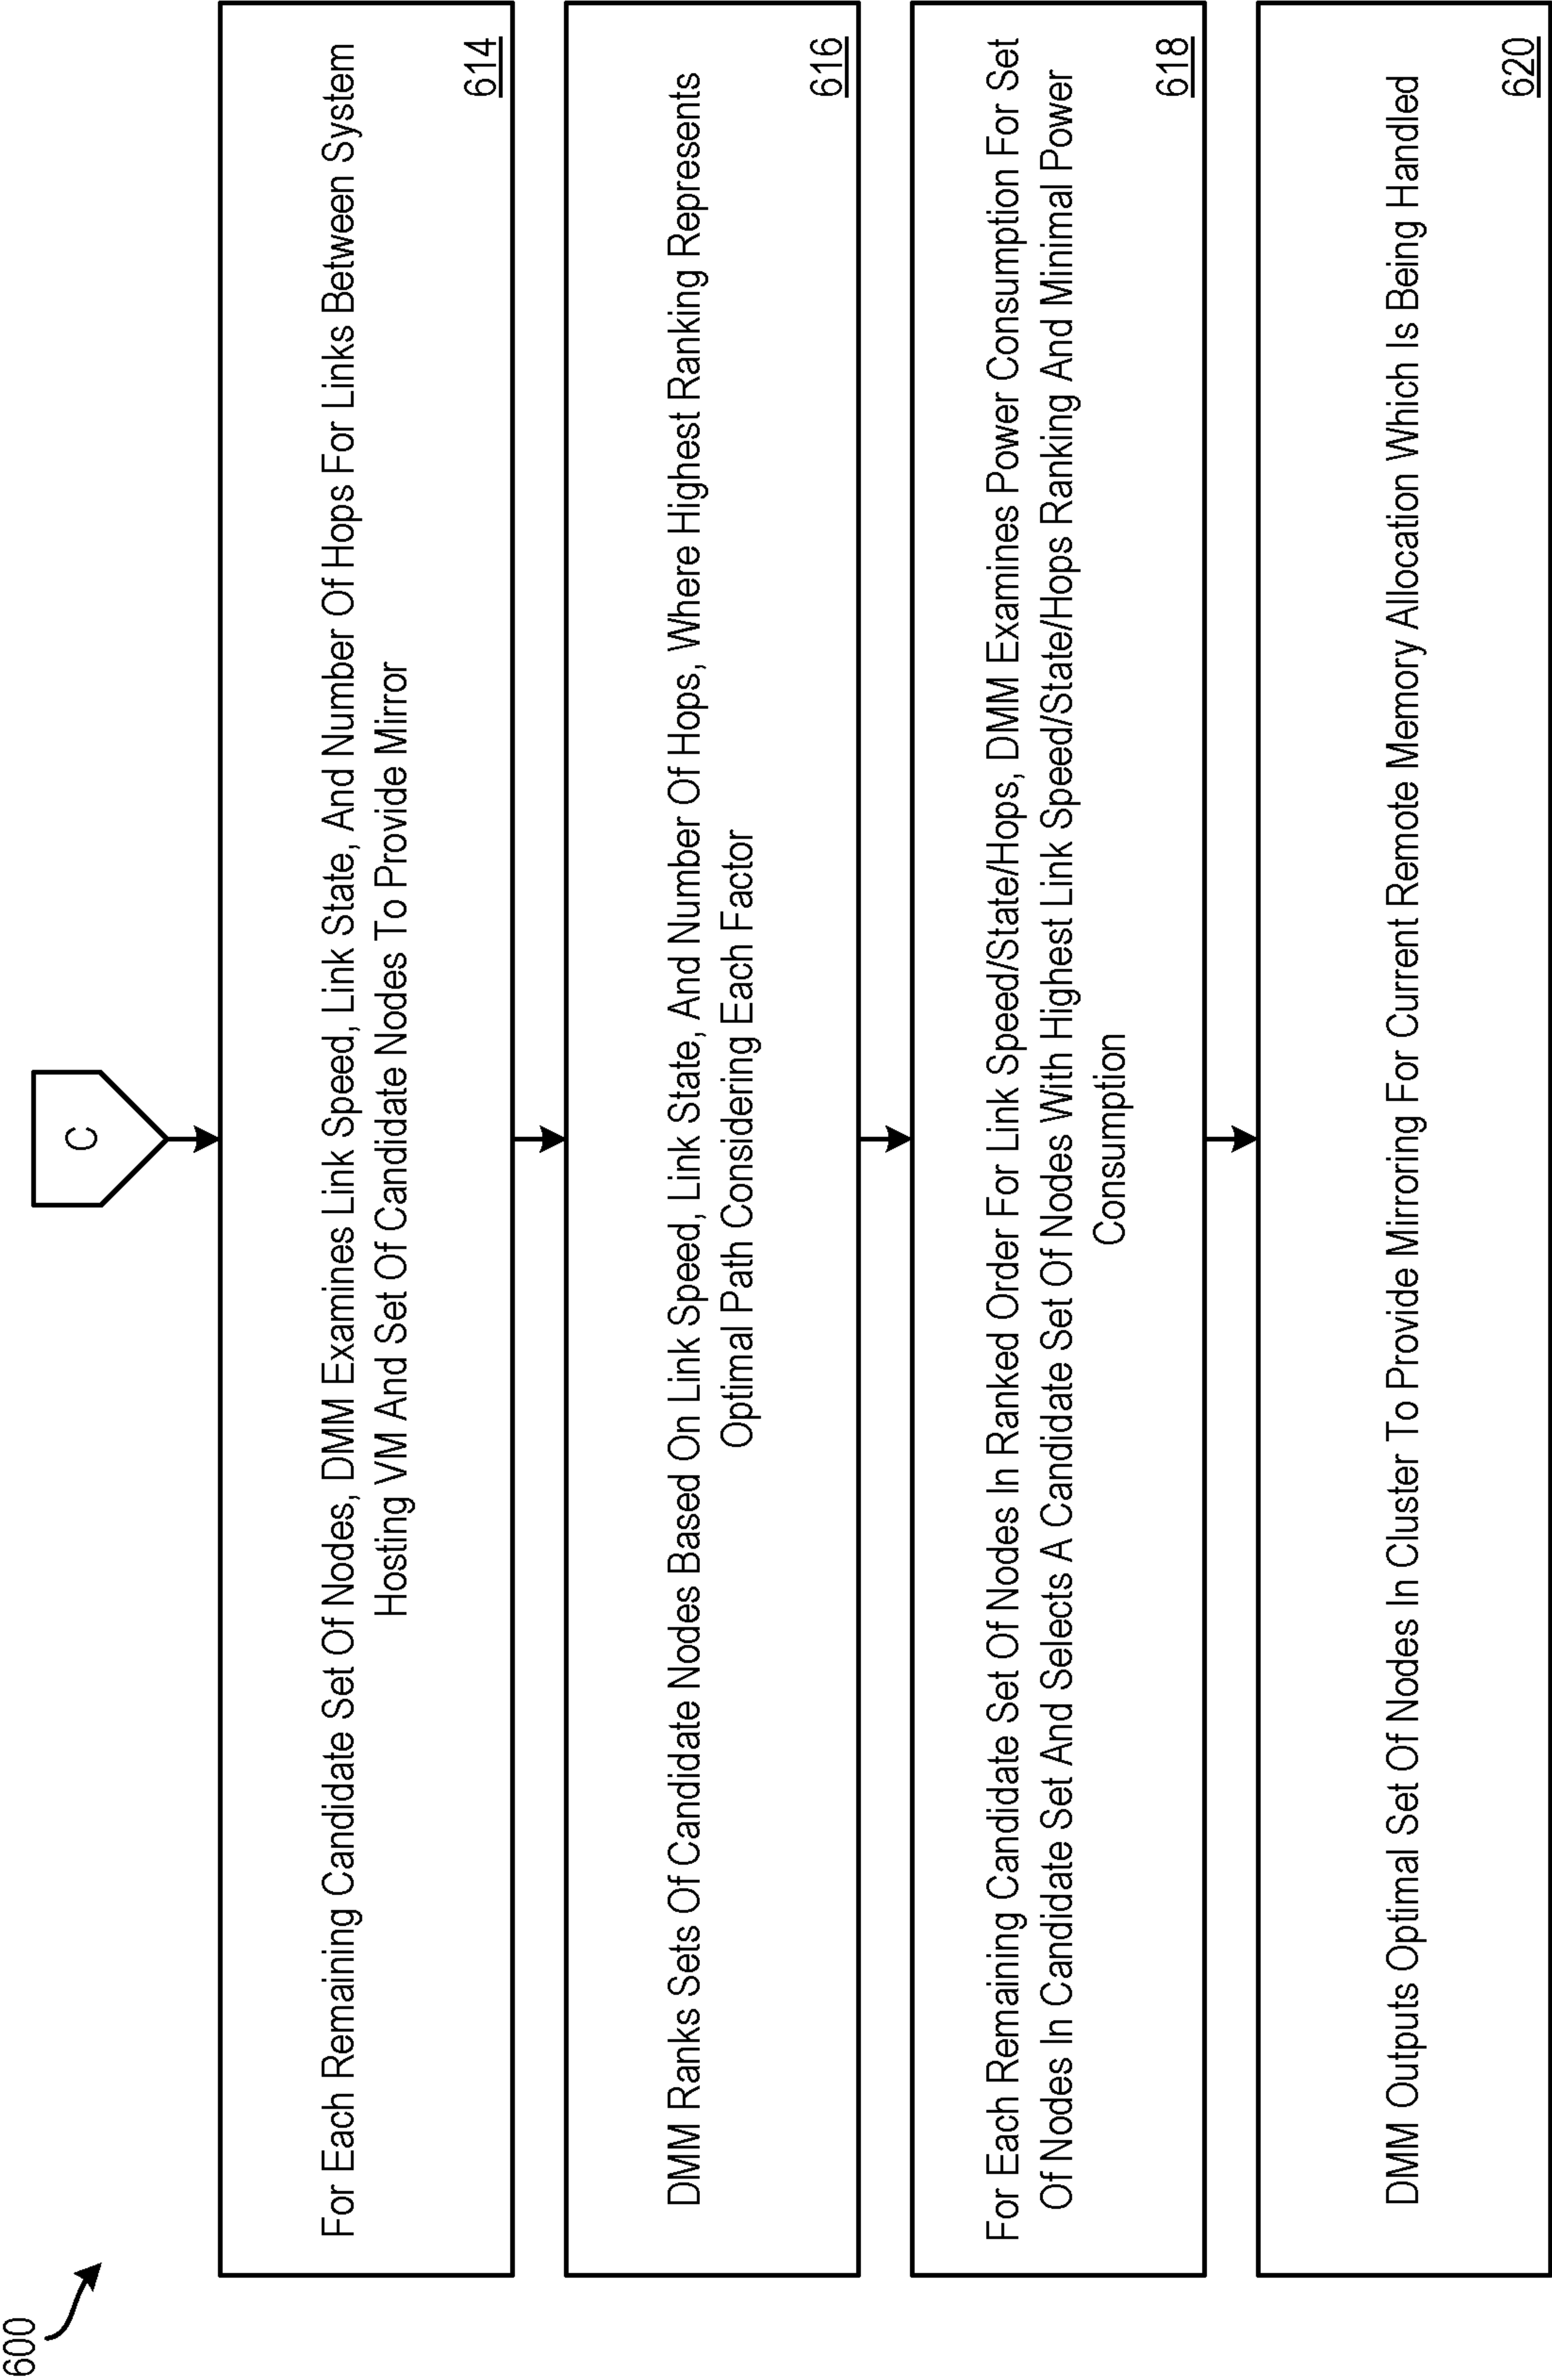 600
C
For Each Remaining Candidate Set Of Nodes, DMM Examines Link Speed, Link State, And Number Of Hops For Links Between System
Hosting VM And Set Of Candidate Nodes To Provide Mirror
614
DMM Ranks Sets Of Candidate Nodes Based On Link Speed, Link State, And Number Of Hops, Where Highest Ranking Represents
Optimal Path Considering Each Factor
616
For Each Remaining Candidate Set Of Nodes In Ranked Order For Link Speed/State/Hops, DMM Examines Power Consumption For Set
Of Nodes In Candidate Set And Selects A Candidate Set Of Nodes With Highest Link Speed/State/Hops Ranking And Minimal Power
Consumption
618
DMM Outputs Optimal Set Of Nodes In Cluster To Provide Mirroring For Current Remote Memory Allocation Which Is Being Handled
620